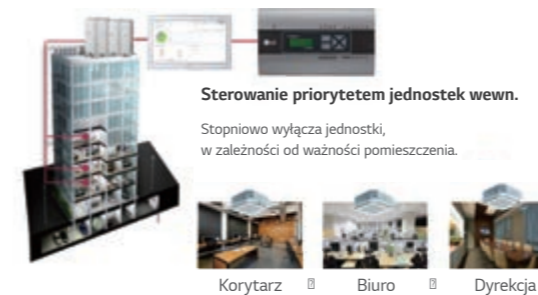 Sterowanie priorytetem jednostek wewn.
Stopniowo wyłącza jednostki,
w zależności od ważności pomieszczenia.
Korytarz Biuro Dyrekcja